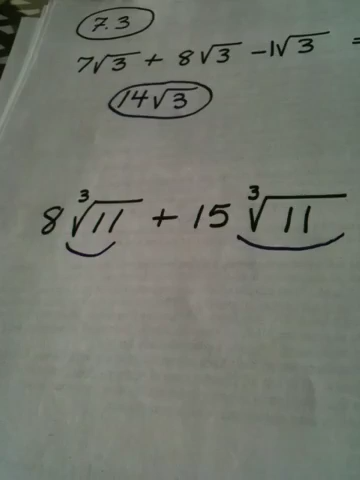 7.3
7√3 + 8√3 - 1√3 =
14√3
8 ∛11 + 15 ∛11